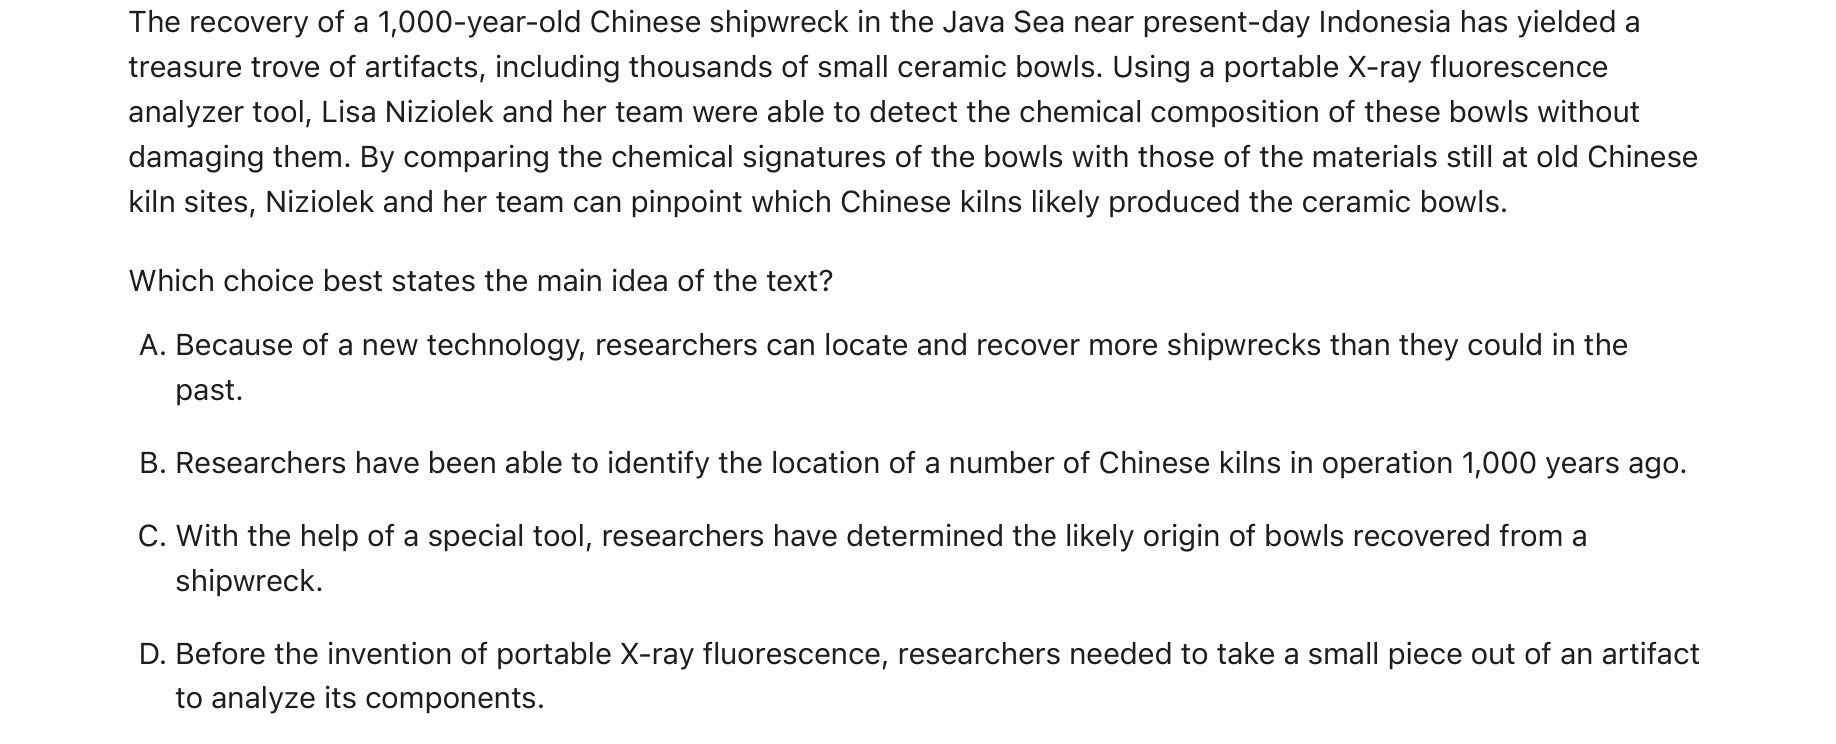 The recovery of a 1,000-year-old Chinese shipwreck in the Java Sea near present-day Indonesia has yielded a
treasure trove of artifacts, including thousands of small ceramic bowls. Using a portable X-ray fluorescence
analyzer tool, Lisa Niziolek and her team were able to detect the chemical composition of these bowls without
damaging them. By comparing the chemical signatures of the bowls with those of the materials still at old Chinese
kiln sites, Niziolek and her team can pinpoint which Chinese kilns likely produced the ceramic bowls.
Which choice best states the main idea of the text?
A. Because of a new technology, researchers can locate and recover more shipwrecks than they could in the
past.
B. Researchers have been able to identify the location of a number of Chinese kilns in operation 1,000 years ago.
C. With the help of a special tool, researchers have determined the likely origin of bowls recovered from a
shipwreck.
D. Before the invention of portable X-ray fluorescence, researchers needed to take a small piece out of an artifact
to analyze its components.